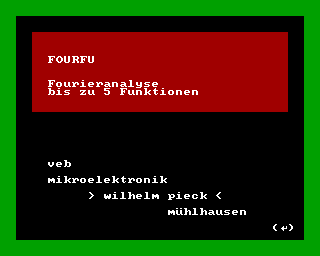 FOURFU
Fourieranalyse
bis zu 5 Funktionen
veb
mikroelektronik
> wilhelm pieck <
mühlhausen
(↵)